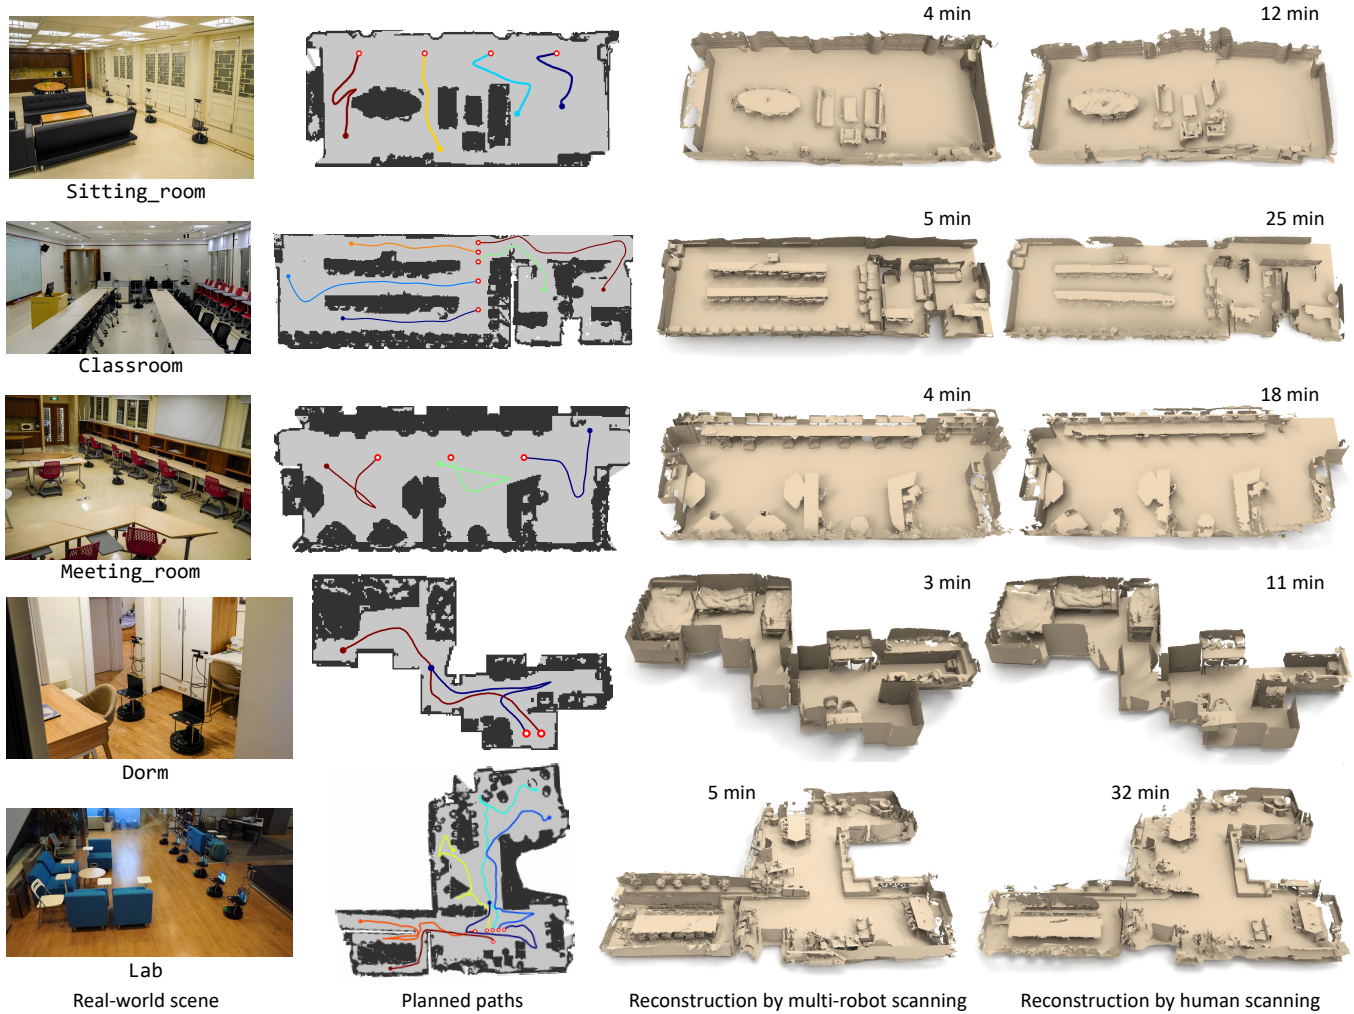 4 min
12 min
Sitting_room
5 min
25 min
Classroom
4 min
18 min
Meeting_room
3 min
11 min
Dorm
5 min
32 min
Lab
Real-world scene
Planned paths
Reconstruction by multi-robot scanning
Reconstruction by human scanning